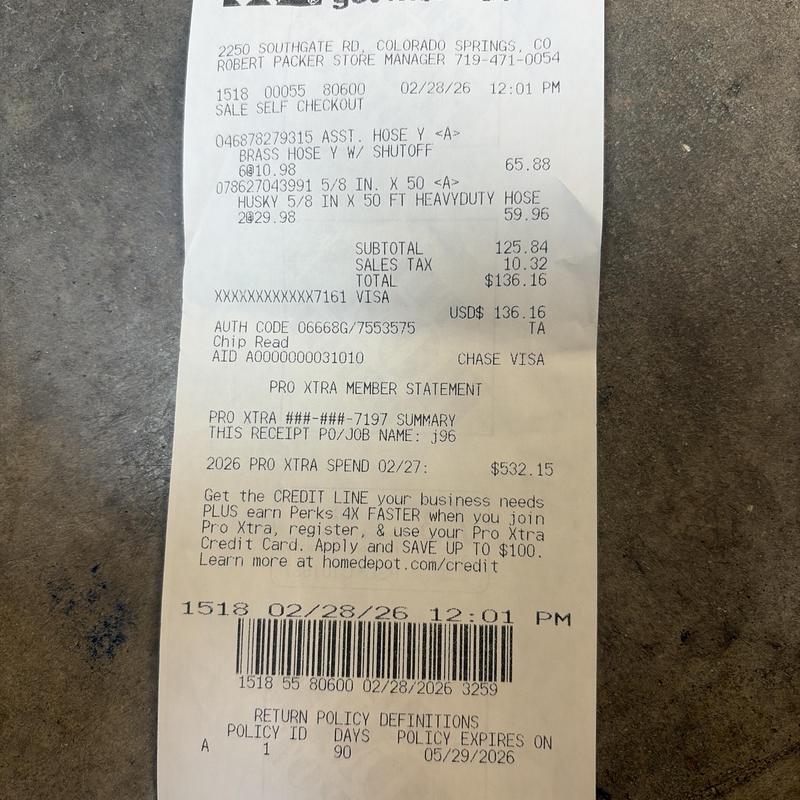 2250 SOUTHGATE RD, COLORADO SPRINGS, CO
ROBERT PACKER STORE MANAGER 719-471-0054
1518 00055 80600 02/28/26 12:01 PM
SALE SELF CHECKOUT
046878279315 ASST. HOSE Y <A>
BRASS HOSE Y W/ SHUTOFF
6@10.98 65.88
078627043991 5/8 IN. X 50 <A>
HUSKY 5/8 IN X 50 FT HEAVYDUTY HOSE
2@29.98 59.96
SUBTOTAL 125.84
SALES TAX 10.32
TOTAL $136.16
XXXXXXXXXXXX7161 VISA
USD$ 136.16
AUTH CODE 06668G/7553575 TA
Chip Read
AID A0000000031010 CHASE VISA
PRO XTRA MEMBER STATEMENT
PRO XTRA ###-###-7197 SUMMARY
THIS RECEIPT PO/JOB NAME: j96
2026 PRO XTRA SPEND 02/27: $532.15
Get the CREDIT LINE your business needs
PLUS earn Perks 4X FASTER when you join
Pro Xtra, register, & use your Pro Xtra
Credit Card. Apply and SAVE UP TO $100.
Learn more at homedepot.com/credit
1518 02/28/26 12:01 PM
1518 55 80600 02/28/2026 3259
RETURN POLICY DEFINITIONS
POLICY ID DAYS POLICY EXPIRES ON
A 1 90 05/29/2026